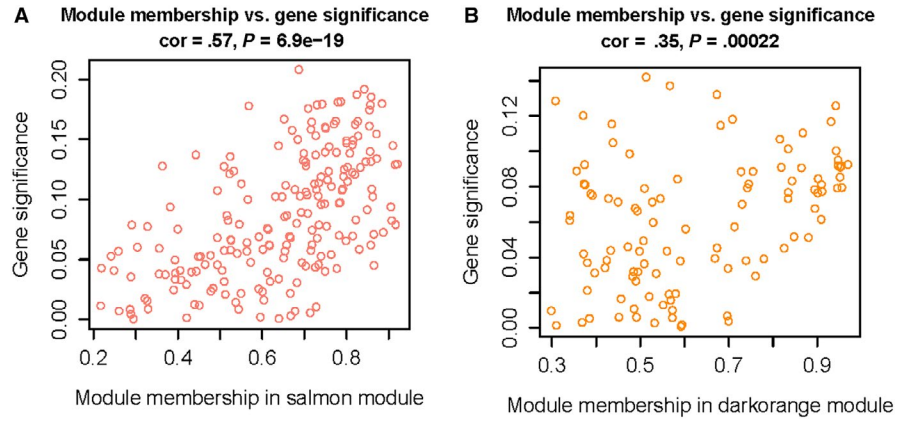 A
Module membership vs. gene significance
cor = .57, P = 6.9e−19
Gene significance
0.20
0.15
0.10
0.05
0.00
0.2 0.4 0.6 0.8
Module membership in salmon module
B
Module membership vs. gene significance
cor = .35, P = .00022
Gene significance
0.12
0.08
0.04
0.00
0.3 0.5 0.7 0.9
Module membership in darkorange module